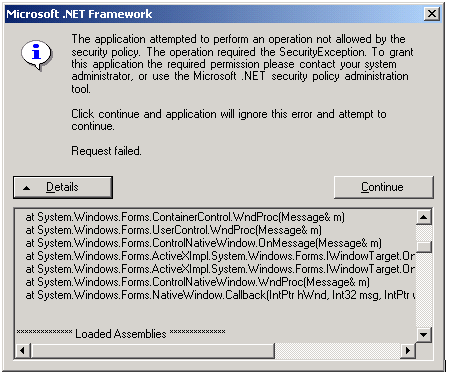 Microsoft .NET Framework
The application attempted to perform an operation not allowed by the
security policy. The operation required the SecurityException. To grant
this application the required permission please contact your system
administrator, or use the Microsoft .NET security policy administration
tool.
Click continue and application will ignore this error and attempt to
continue.
Request failed.
Details
Continue
at System.Windows.Forms.ContainerControl.WndProc(Message& m)
at System.Windows.Forms.UserControl.WndProc(Message& m)
at System.Windows.Forms.ControlNativeWindow.OnMessage(Message& m)
at System.Windows.Forms.ActiveXImpl.System.Windows.Forms.IWindowTarget.On
at System.Windows.Forms.ActiveXImpl.System.Windows.Forms.IWindowTarget.On
at System.Windows.Forms.ControlNativeWindow.WndProc(Message& m)
at System.Windows.Forms.NativeWindow.Callback(IntPtr hWnd, Int32 msg, IntPtr
************** Loaded Assemblies **************